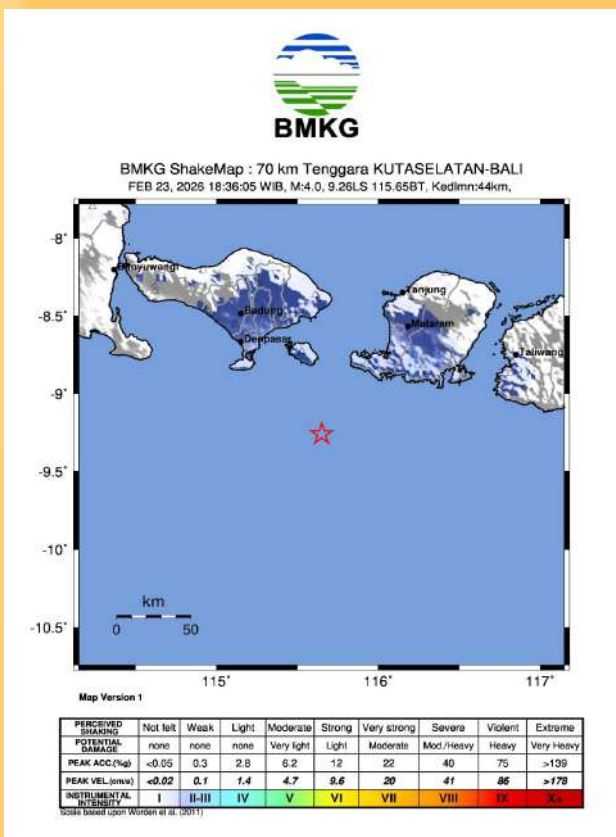 BMKG
BMKG ShakeMap : 70 km Tenggara KUTASELATAN-BALI
FEB 23, 2026 18:36:05 WIB, M:4.0, 9.26LS 115.65BT, Kedlmn:44km,
-8°
Banyuwangi
Tanjung
-8.5°
Badung
Mataram
Denpasar
Taliwang
-9°
-9.5°
-10°
km
0 50
-10.5°
115° 116° 117°
Map Version 1
PERCEIVED SHAKING Not felt Weak Light Moderate Strong Very strong Severe Violent Extreme
POTENTIAL DAMAGE none none none Very light Light Moderate Mod./Heavy Heavy Very Heavy
PEAK ACC.(%g) <0.05 0.3 2.8 6.2 12 22 40 75 >139
PEAK VEL.(cm/s) <0.02 0.1 1.4 4.7 9.6 20 41 86 >178
INSTRUMENTAL INTENSITY I II-III IV V VI VII VIII IX X+
Scale based upon Worden et al. (2011)